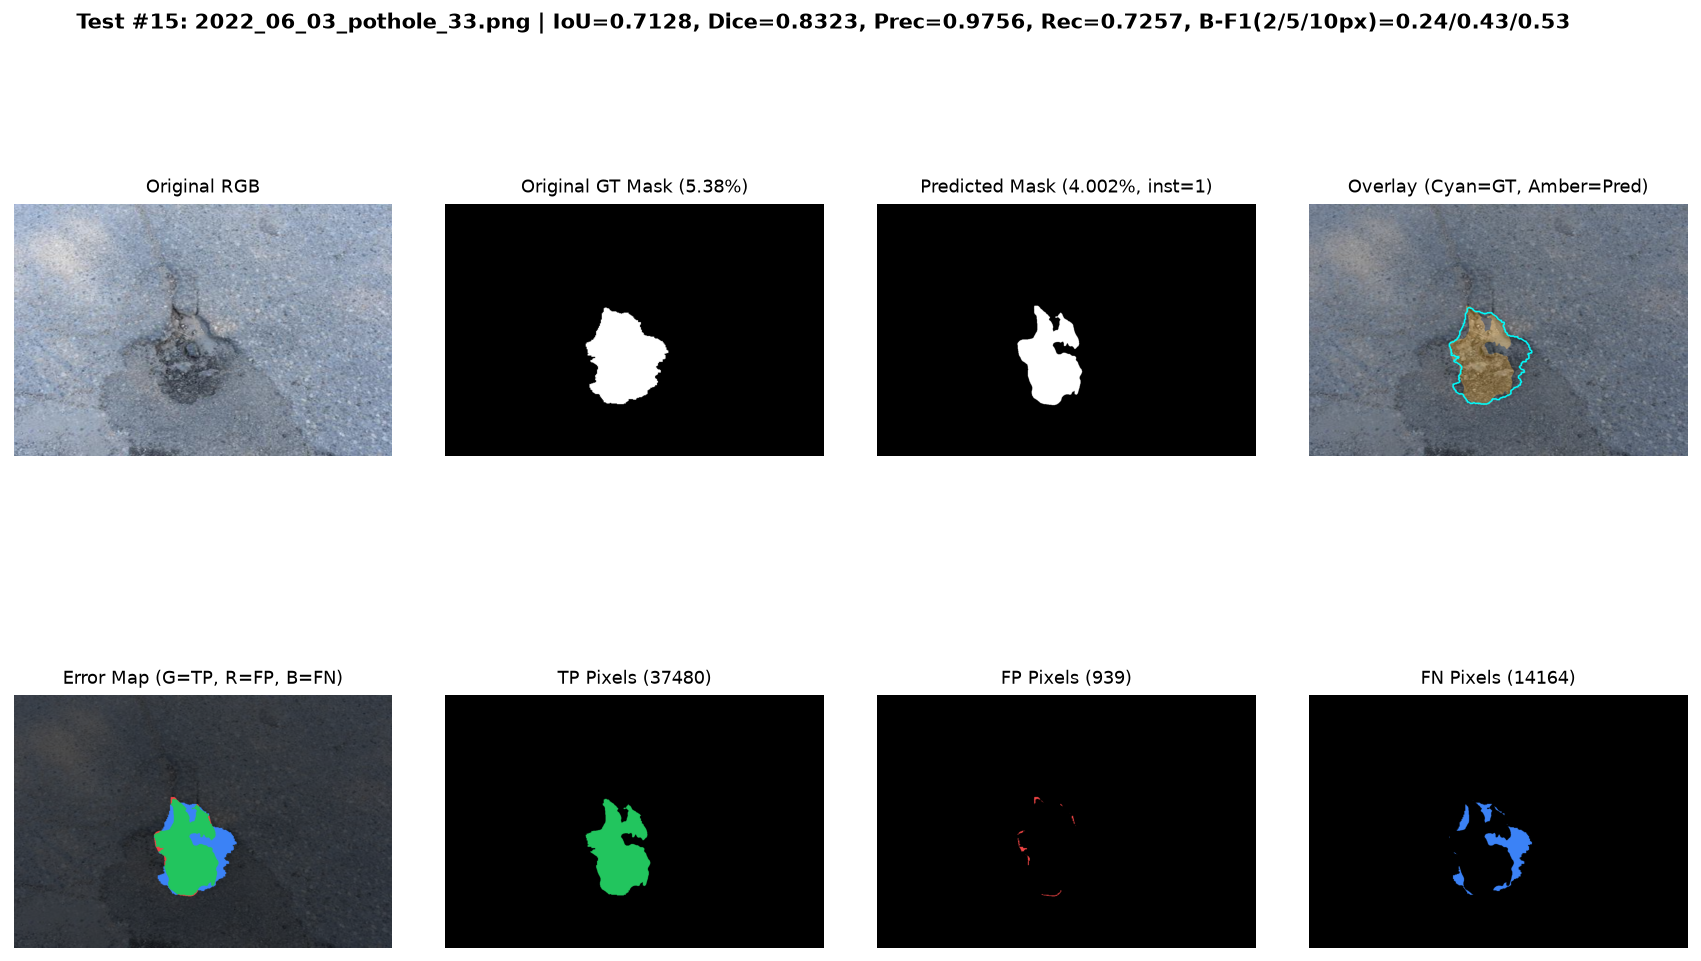 Test #15: 2022_06_03_pothole_33.png | IoU=0.7128, Dice=0.8323, Prec=0.9756, Rec=0.7257, B-F1(2/5/10px)=0.24/0.43/0.53
Original RGB
Original GT Mask (5.38%)
Predicted Mask (4.002%, inst=1)
Overlay (Cyan=GT, Amber=Pred)
Error Map (G=TP, R=FP, B=FN)
TP Pixels (37480)
FP Pixels (939)
FN Pixels (14164)